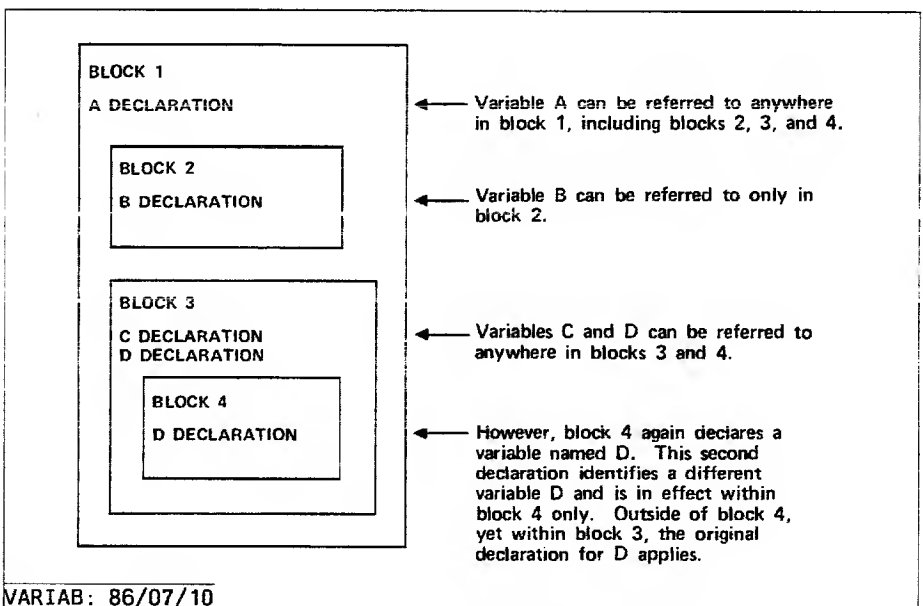 BLOCK 1
A DECLARATION
Variable A can be referred to anywhere
in block 1, including blocks 2, 3, and 4.
BLOCK 2
B DECLARATION
Variable B can be referred to only in
block 2.
BLOCK 3
C DECLARATION
D DECLARATION
Variables C and D can be referred to
anywhere in blocks 3 and 4.
BLOCK 4
D DECLARATION
However, block 4 again declares a
variable named D. This second
declaration identifies a different
variable D and is in effect within
block 4 only. Outside of block 4,
yet within block 3, the original
declaration for D applies.
VARIAB: 86/07/10